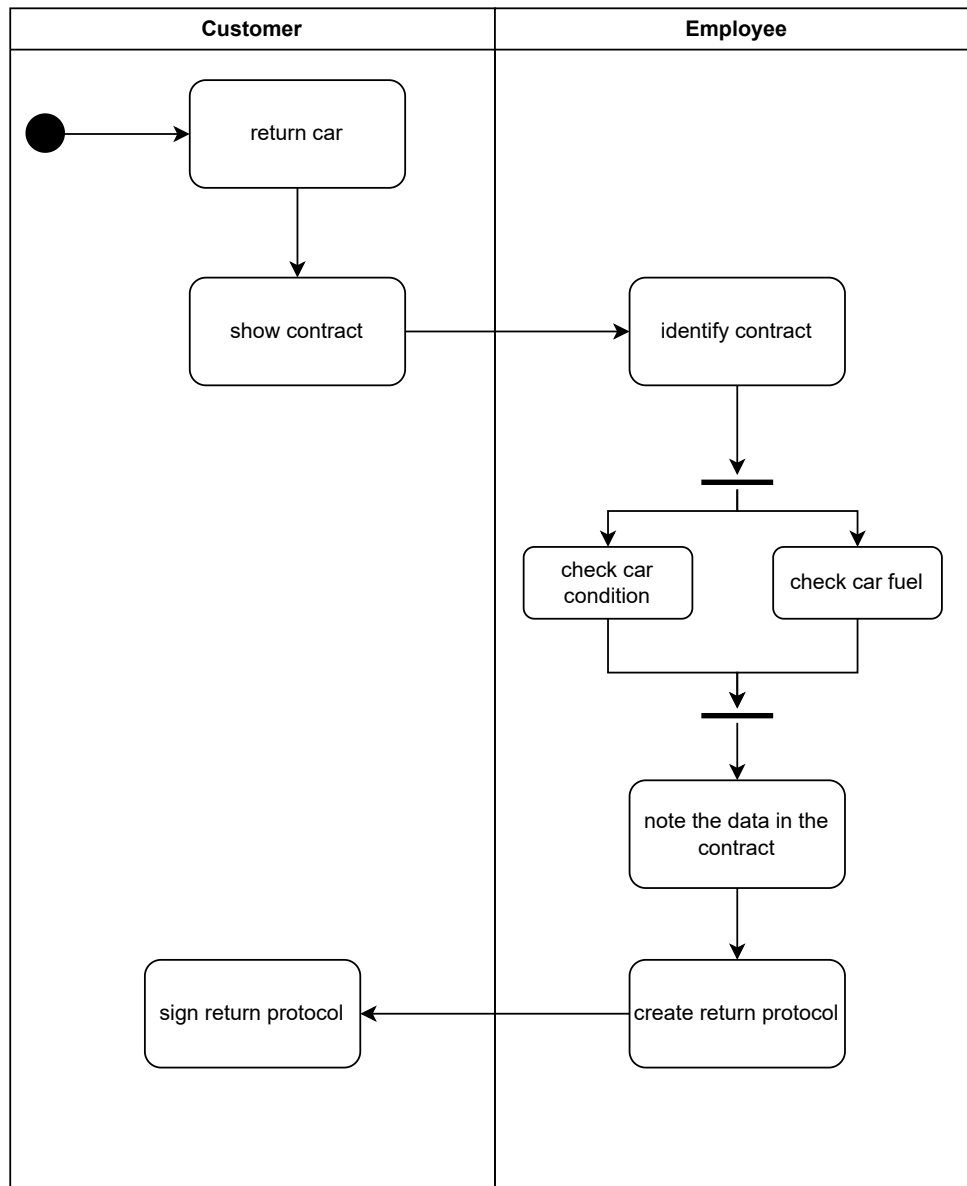 Customer
Employee
return car
show contract
identify contract
check car
condition
check car fuel
note the data in the
contract
sign return protocol
create return protocol